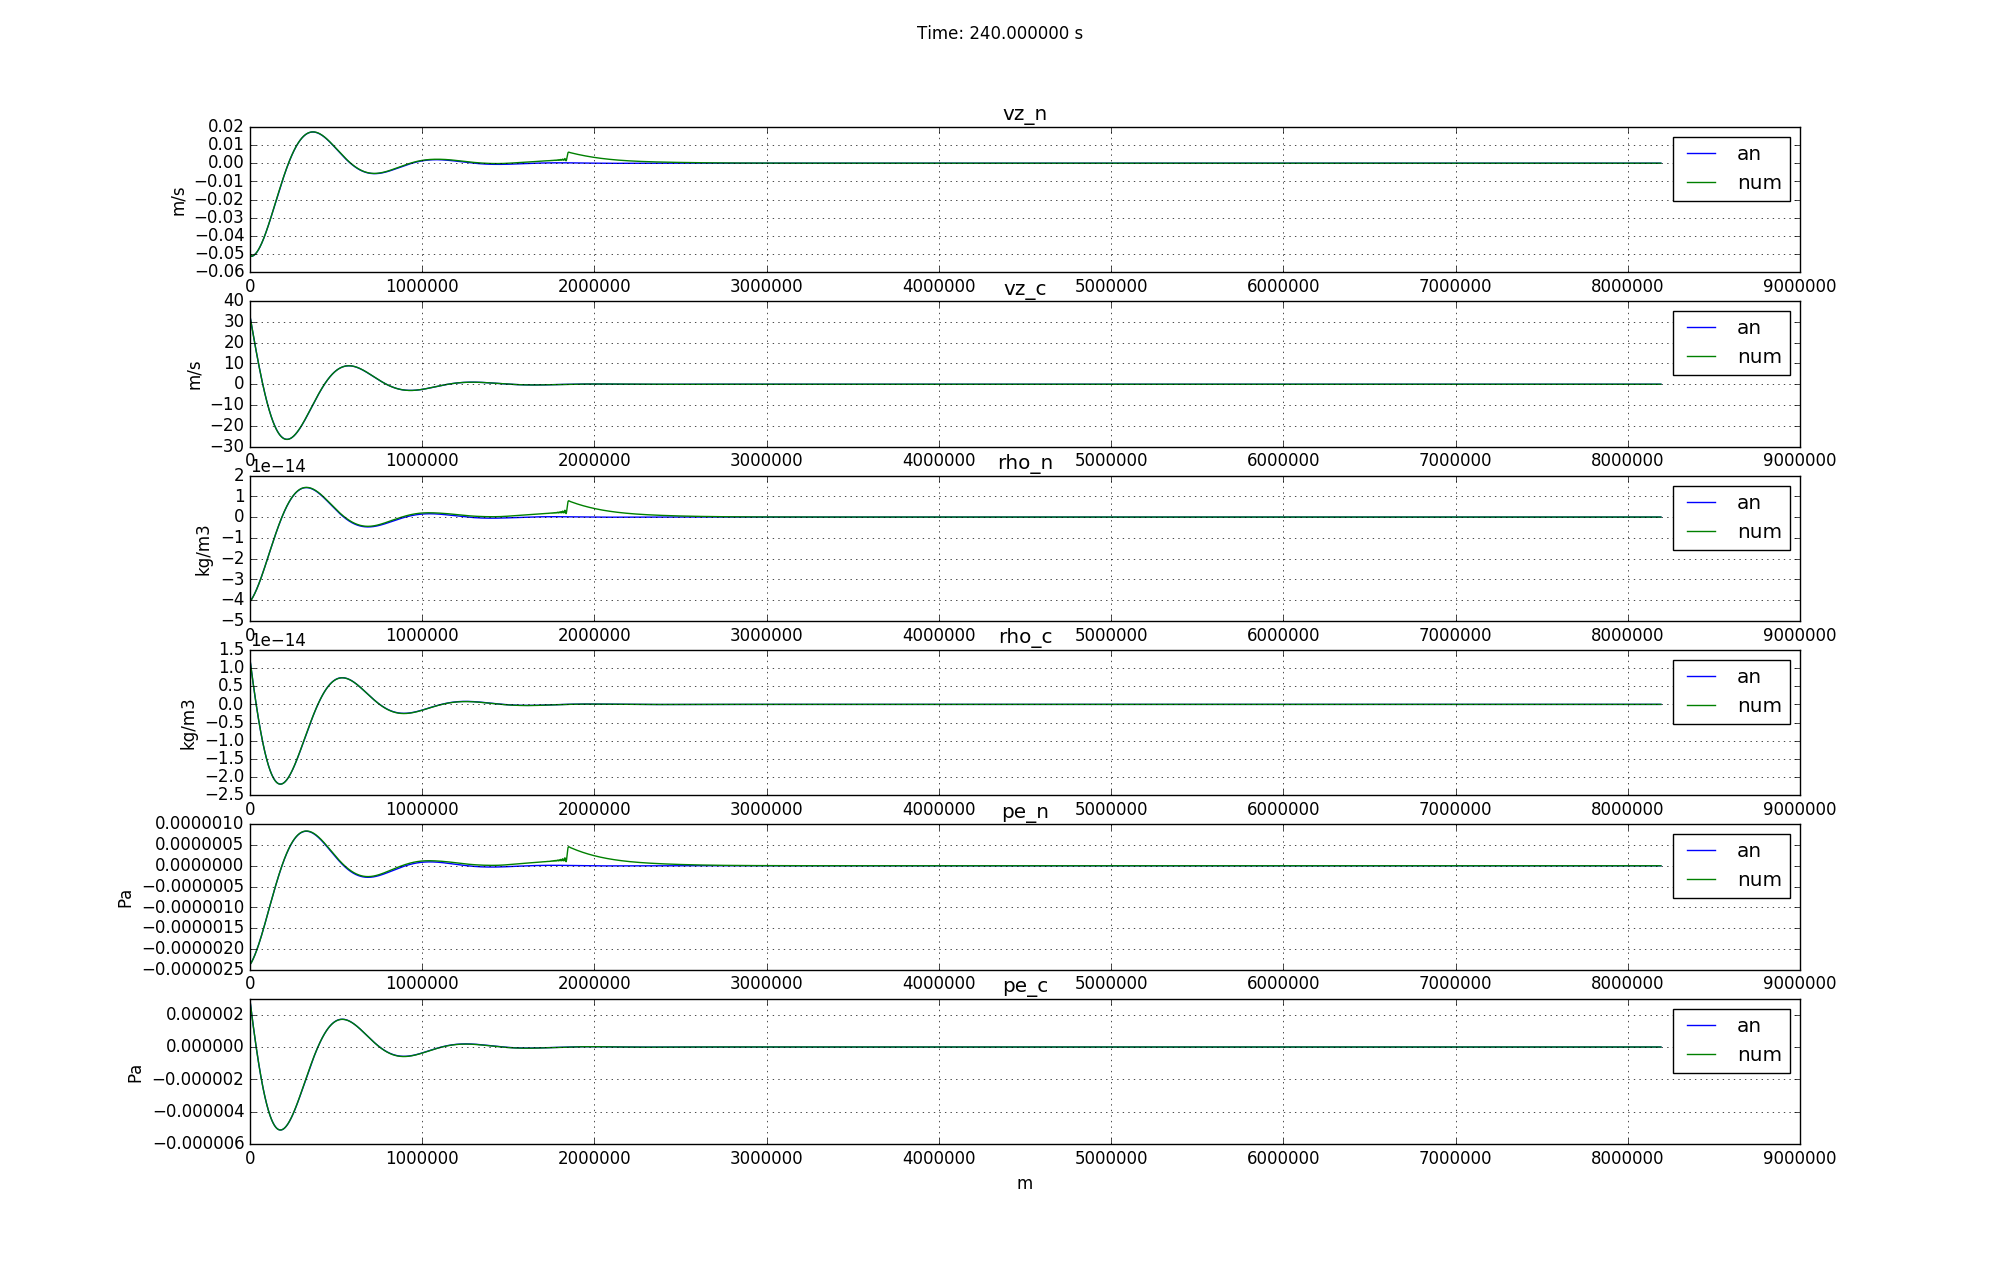 Time: 240.000000 s
vz_n
0.02
0.01
0.00
−0.01
−0.02
−0.03
−0.04
−0.05
−0.06
m/s
an
num
0 1000000 2000000 3000000 4000000 5000000 6000000 7000000 8000000 9000000
vz_c
40
30
20
10
0
−10
−20
−30
m/s
an
num
0 1000000 2000000 3000000 4000000 5000000 6000000 7000000 8000000 9000000
1e−14
rho_n
2
1
0
−1
−2
−3
−4
−5
kg/m3
an
num
0 1000000 2000000 3000000 4000000 5000000 6000000 7000000 8000000 9000000
1e−14
rho_c
1.5
1.0
0.5
0.0
−0.5
−1.0
−1.5
−2.0
−2.5
kg/m3
an
num
0 1000000 2000000 3000000 4000000 5000000 6000000 7000000 8000000 9000000
pe_n
0.0000010
0.0000005
0.0000000
−0.0000005
−0.0000010
−0.0000015
−0.0000020
−0.0000025
Pa
an
num
0 1000000 2000000 3000000 4000000 5000000 6000000 7000000 8000000 9000000
pe_c
0.000002
0.000000
−0.000002
−0.000004
−0.000006
Pa
an
num
0 1000000 2000000 3000000 4000000 5000000 6000000 7000000 8000000 9000000
m